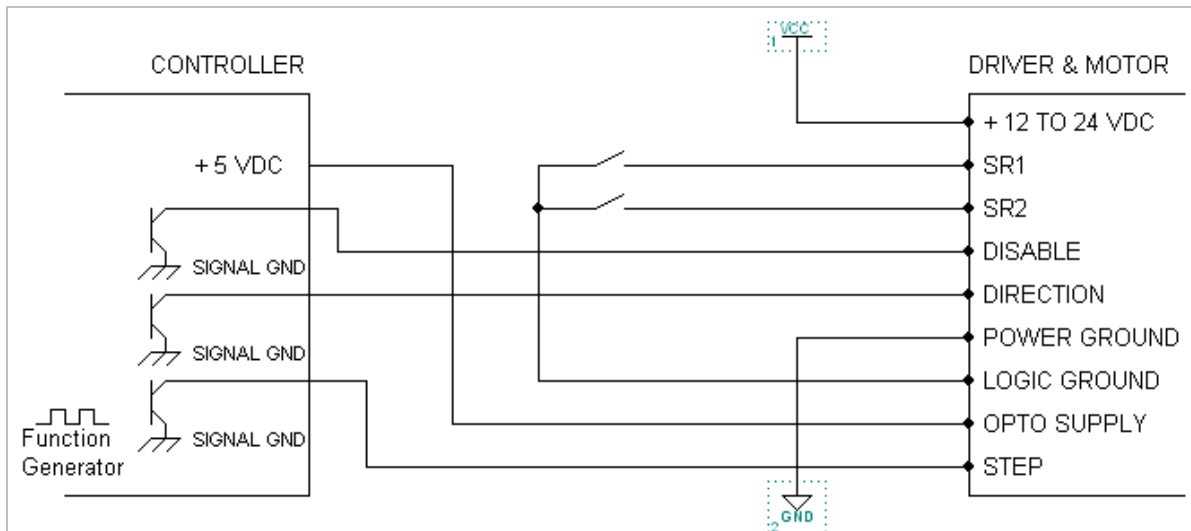 VCC
1
CONTROLLER
DRIVER & MOTOR
+ 12 TO 24 VDC
+ 5 VDC
SR1
SR2
DISABLE
SIGNAL GND
DIRECTION
POWER GROUND
SIGNAL GND
LOGIC GROUND
OPTO SUPPLY
SIGNAL GND
Function
Generator
STEP
GND
2